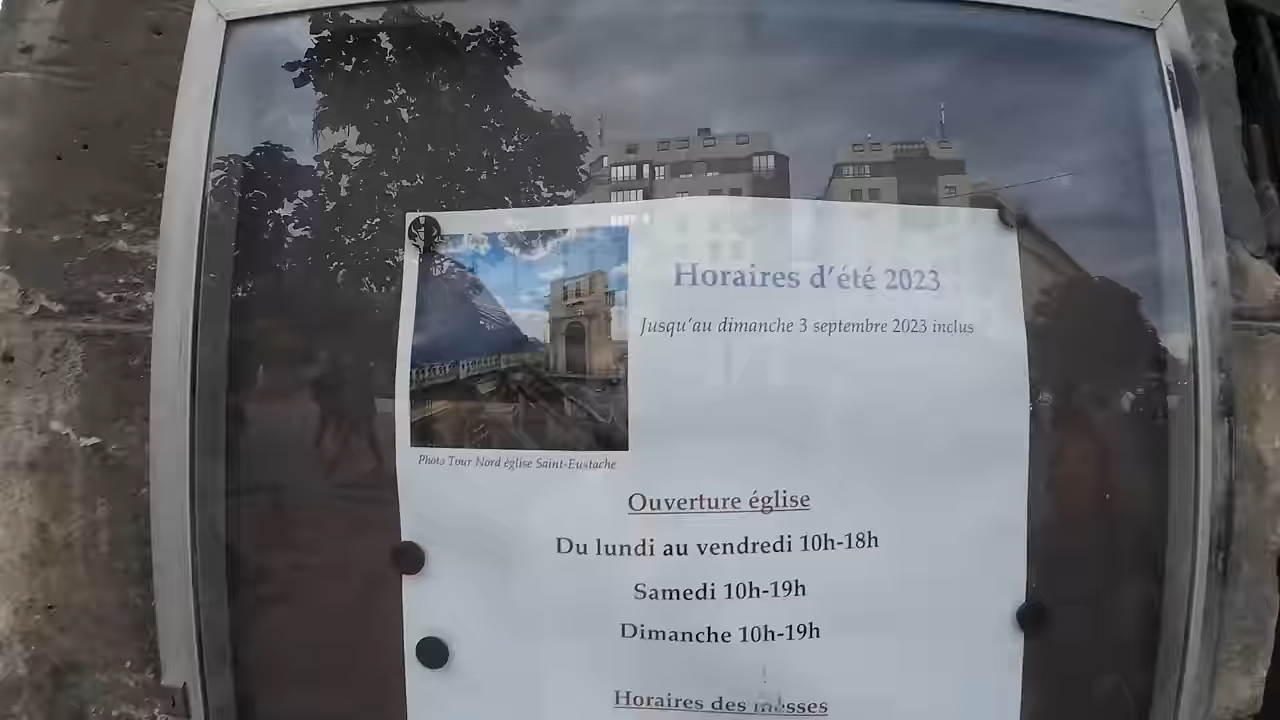 Horaires d'été 2023
Jusqu'au dimanche 3 septembre 2023 inclus
Photo Tour Nord église Saint-Eustache
Ouverture église
Du lundi au vendredi 10h-18h
Samedi 10h-19h
Dimanche 10h-19h
Horaires des messes